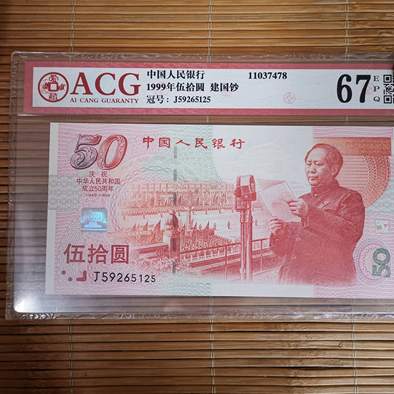 ACG
AI CANG GUARANTY
中国人民银行 11037478
1999年伍拾圆 建国钞
冠号: J59265125
67
EPQ
50
中国人民银行
庆祝
中华人民共和国
成立50周年
伍拾圆
J59265125
50